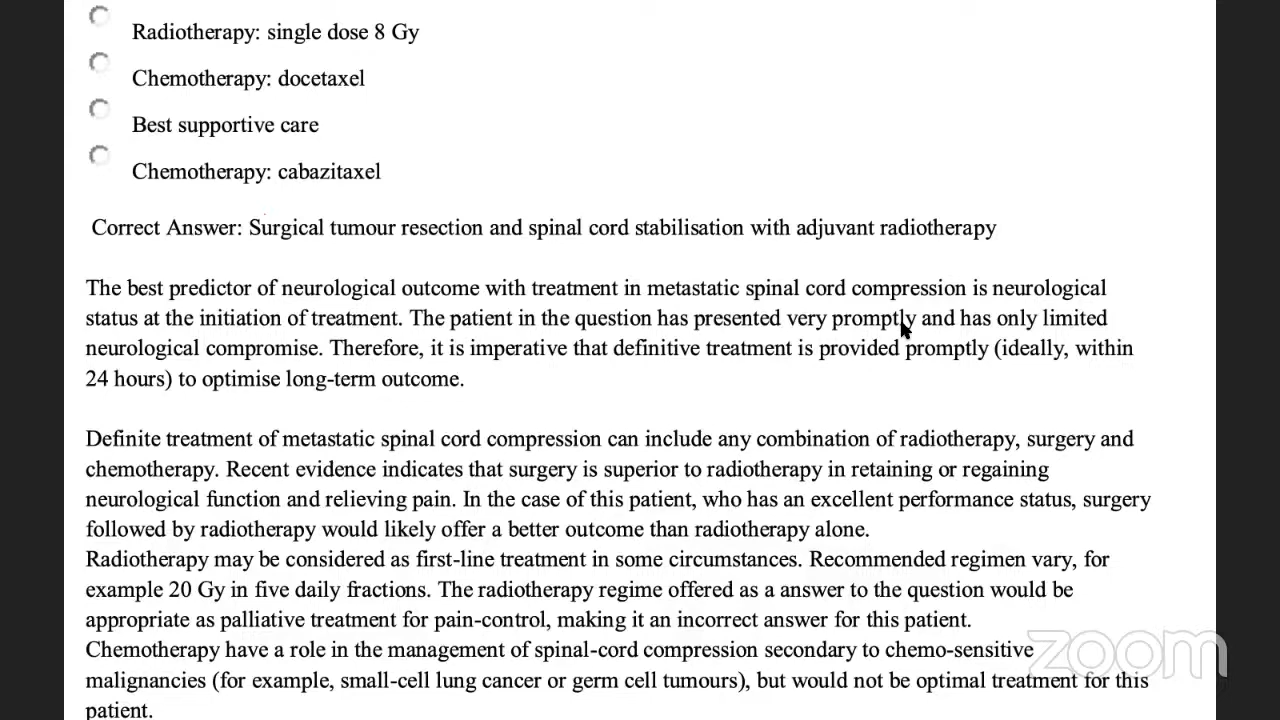 Radiotherapy: single dose 8 Gy
Chemotherapy: docetaxel
Best supportive care
Chemotherapy: cabazitaxel
Correct Answer: Surgical tumour resection and spinal cord stabilisation with adjuvant radiotherapy
The best predictor of neurological outcome with treatment in metastatic spinal cord compression is neurological
status at the initiation of treatment. The patient in the question has presented very promptly and has only limited
neurological compromise. Therefore, it is imperative that definitive treatment is provided promptly (ideally, within
24 hours) to optimise long-term outcome.
Definite treatment of metastatic spinal cord compression can include any combination of radiotherapy, surgery and
chemotherapy. Recent evidence indicates that surgery is superior to radiotherapy in retaining or regaining
neurological function and relieving pain. In the case of this patient, who has an excellent performance status, surgery
followed by radiotherapy would likely offer a better outcome than radiotherapy alone.
Radiotherapy may be considered as first-line treatment in some circumstances. Recommended regimen vary, for
example 20 Gy in five daily fractions. The radiotherapy regime offered as a answer to the question would be
appropriate as palliative treatment for pain-control, making it an incorrect answer for this patient.
Chemotherapy have a role in the management of spinal-cord compression secondary to chemo-sensitive
malignancies (for example, small-cell lung cancer or germ cell tumours), but would not be optimal treatment for this
patient.
zoom